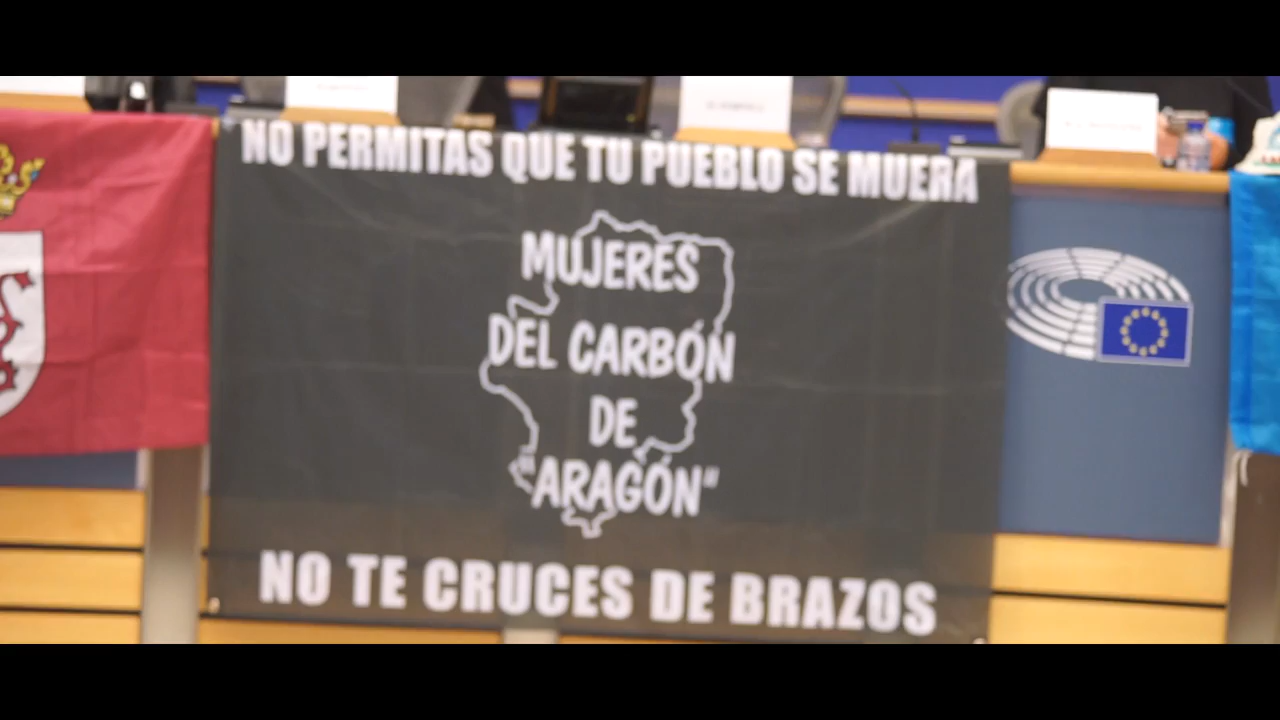 NO PERMITAS QUE TU PUEBLO SE MUERA
MUJERES
DEL CARBÓN
DE
"ARAGÓN"
NO TE CRUCES DE BRAZOS